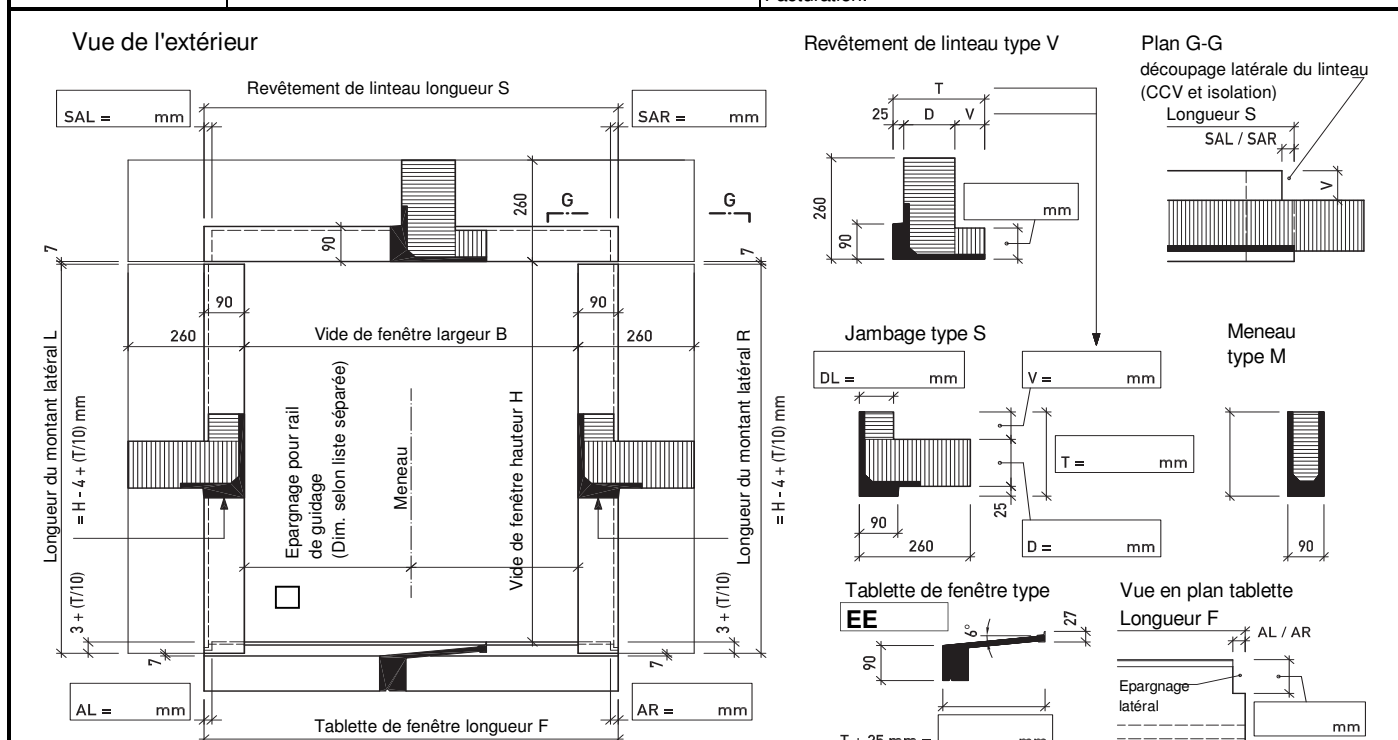 Vue de l'extérieur
Revêtement de linteau longueur S
SAL = mm
SAR = mm
260
G
G
90
7
7
90
90
260
Vide de fenêtre largeur B
260
Longueur du montant latéral L
= H - 4 + (T/10) mm
Epargnage pour rail
de guidage
(Dim. selon liste séparée)
Meneau
Vide de fenêtre hauteur H
Longueur du montant latéral R
= H - 4 + (T/10) mm
3 + (T/10)
3 + (T/10)
7
7
AL = mm
AR = mm
Tablette de fenêtre longueur F
Revêtement de linteau type V
T
25 D V
260
90
mm
Plan G-G
découpage latérale du linteau
(CCV et isolation)
Longueur S
SAL / SAR
V
Jambage type S
DL = mm
V = mm
T = mm
25
90
260
D = mm
Meneau
type M
90
Tablette de fenêtre type
EE
6°
27
90
Vue en plan tablette
Longueur F
AL / AR
Epargnage
latéral
mm